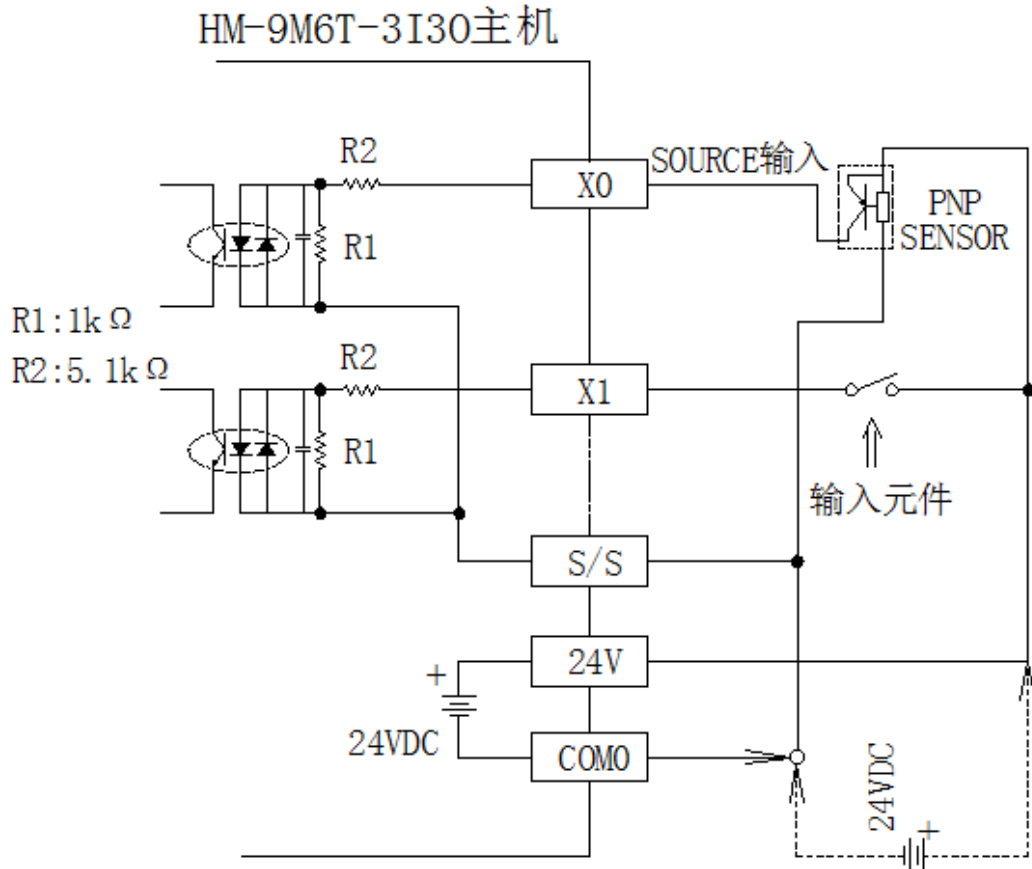 HM-9M6T-3I3O主机
R2
X0
SOURCE输入
PNP
SENSOR
R1
R1:1kΩ
R2:5.1kΩ
R2
X1
R1
输入元件
S/S
24V
+
24VDC
COM0
24VDC
+